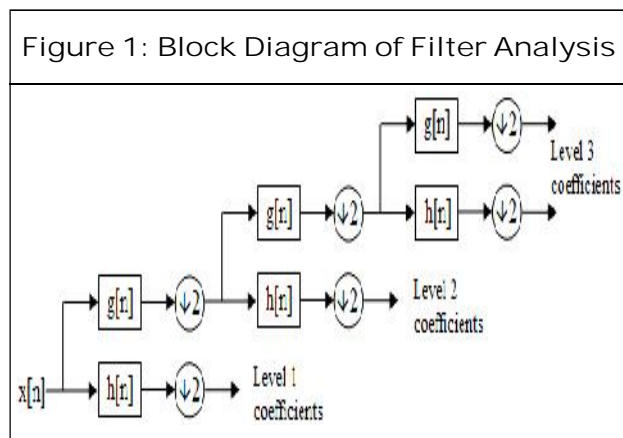 Figure 1: Block Diagram of Filter Analysis
g[n] ↓2
Level 3
coefficients
h[n] ↓2
g[n] ↓2
h[n] ↓2
Level 2
coefficients
g[n] ↓2
x[n] h[n] ↓2
Level 1
coefficients